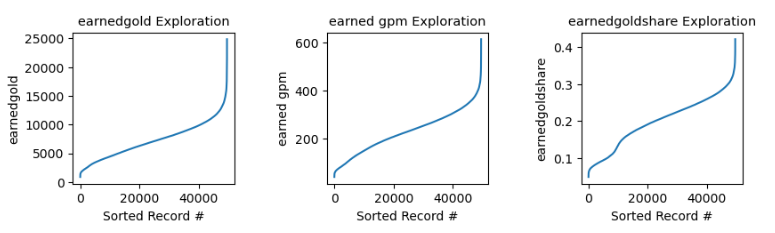 earnedgold Exploration
earnedgold
25000
20000
15000
10000
5000
0
0
20000
40000
Sorted Record #
earned gpm Exploration
earned gpm
600
400
200
0
20000
40000
Sorted Record #
earnedgoldshare Exploration
earnedgoldshare
0.4
0.3
0.2
0.1
0
20000
40000
Sorted Record #